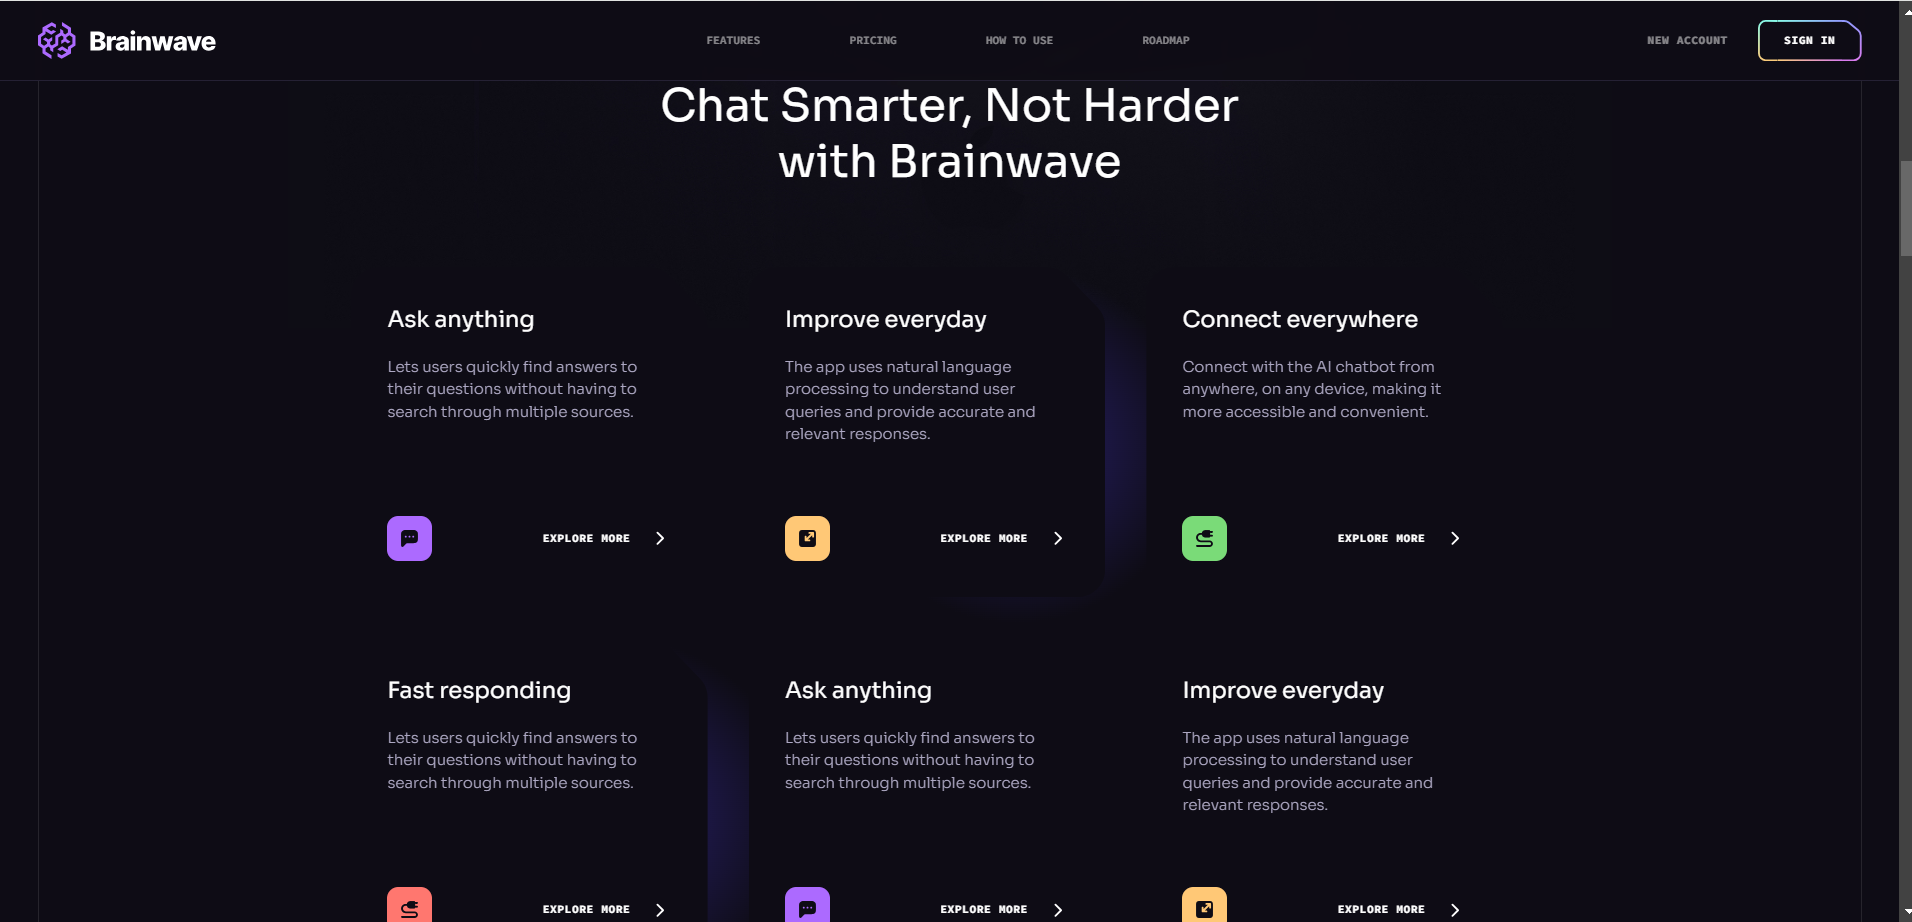 Brainwave
FEATURES
PRICING
HOW TO USE
ROADMAP
NEW ACCOUNT
SIGN IN
Chat Smarter, Not Harder
with Brainwave
Ask anything
Lets users quickly find answers to
their questions without having to
search through multiple sources.
EXPLORE MORE
Improve everyday
The app uses natural language
processing to understand user
queries and provide accurate and
relevant responses.
EXPLORE MORE
Connect everywhere
Connect with the AI chatbot from
anywhere, on any device, making it
more accessible and convenient.
EXPLORE MORE
Fast responding
Lets users quickly find answers to
their questions without having to
search through multiple sources.
EXPLORE MORE
Ask anything
Lets users quickly find answers to
their questions without having to
search through multiple sources.
EXPLORE MORE
Improve everyday
The app uses natural language
processing to understand user
queries and provide accurate and
relevant responses.
EXPLORE MORE